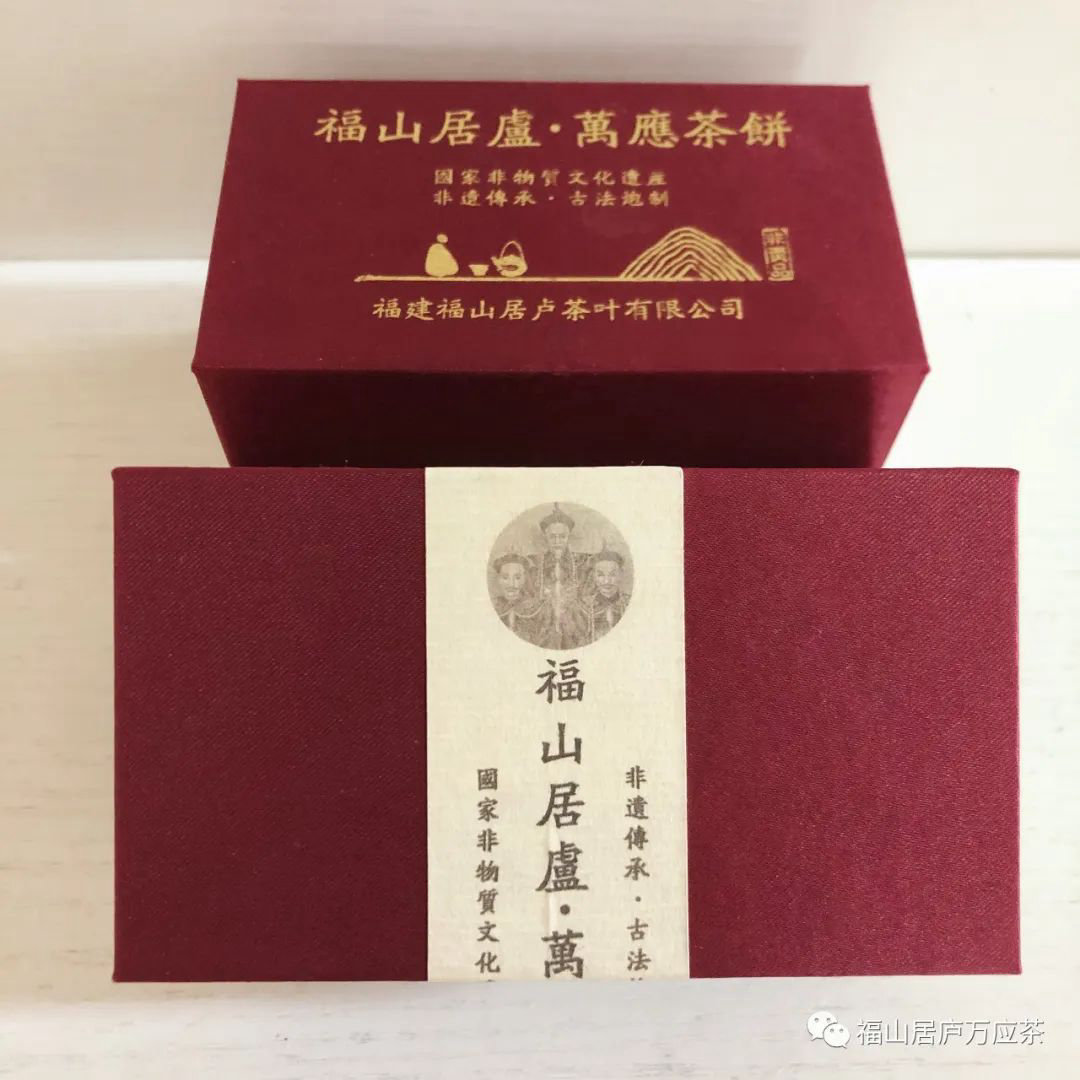 福山居盧·萬應茶餅
國家非物質文化遺産
非遺傳承·古法炮制
非賣品
福建福山居卢茶叶有限公司
福山居盧·萬
非遺傳承·古法
國家非物質文化
福山居庐万应茶